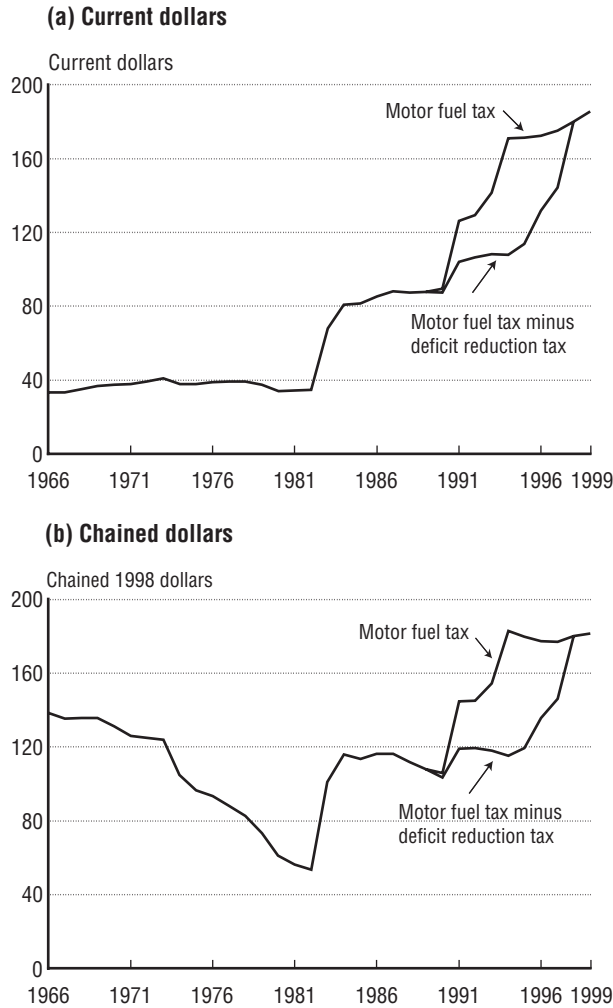 (a) Current dollars
Current dollars
200
160
120
80
40
0
Motor fuel tax
Motor fuel tax minus
deficit reduction tax
1966 1971 1976 1981 1986 1991 1996 1999
(b) Chained dollars
Chained 1998 dollars
200
160
120
80
40
0
Motor fuel tax
Motor fuel tax minus
deficit reduction tax
1966 1971 1976 1981 1986 1991 1996 1999